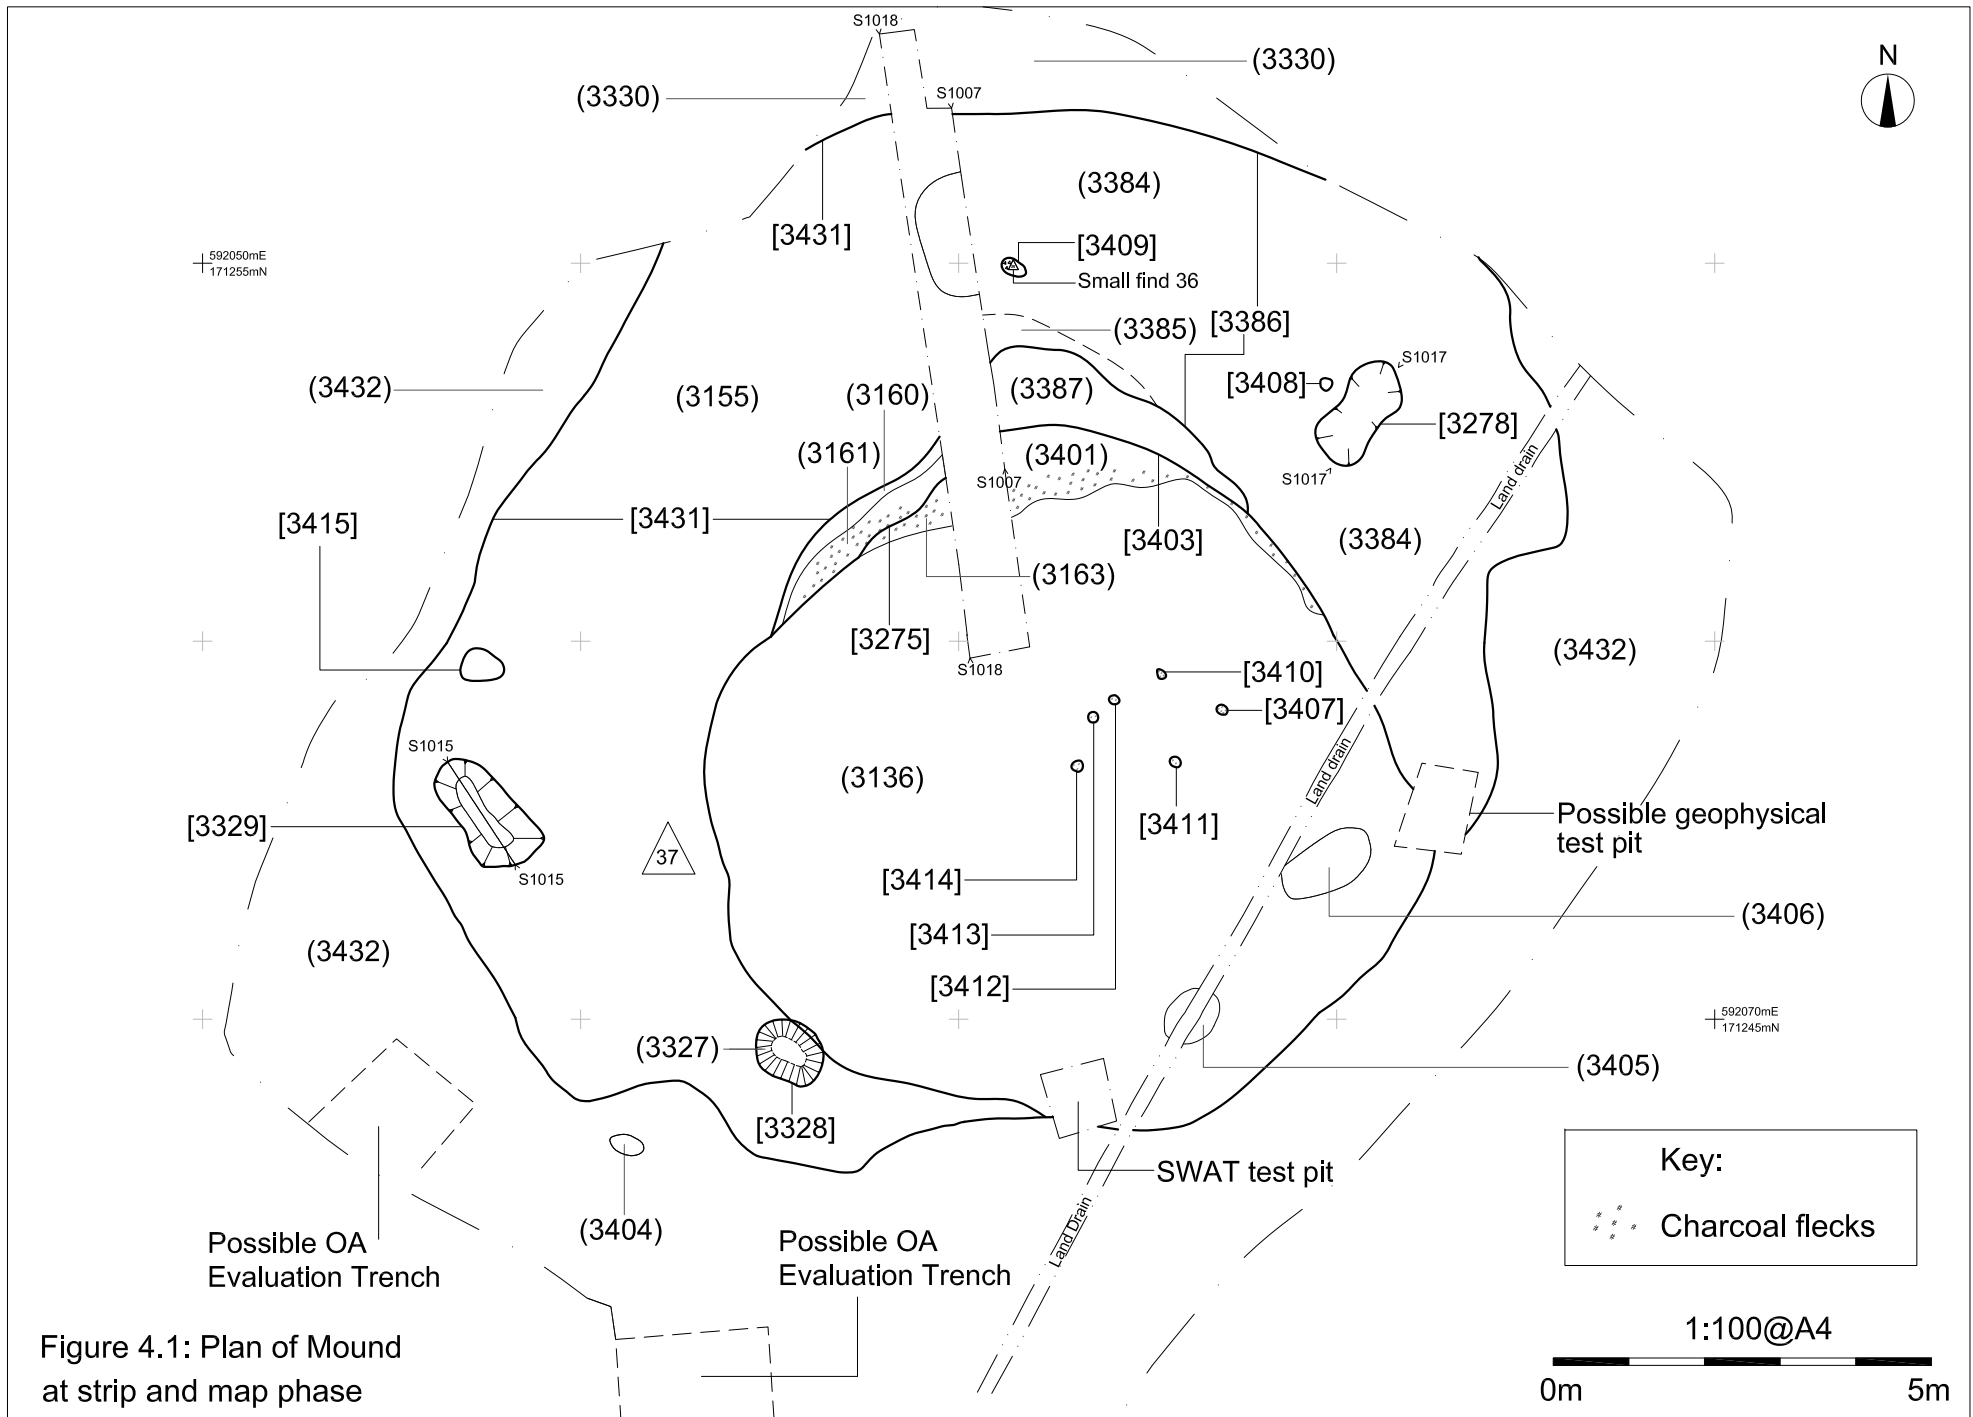 S1018
(3330)
N
(3330)
S1007
(3384)
[3431]
[3409]
592050mE
171255mN
Small find 36
(3385)
[3386]
S1017
(3432)
(3155)
(3160)
(3387)
[3408]
[3278]
(3161)
(3401)
S1007
S1017
Land drain
[3415]
[3431]
[3403]
(3384)
(3163)
[3275]
(3432)
S1018
[3410]
[3407]
S1015
(3136)
Land drain
[3329]
[3411]
Possible geophysical
test pit
37
S1015
[3414]
(3406)
[3413]
(3432)
[3412]
592070mE
171245mN
(3327)
(3405)
[3328]
SWAT test pit
Key:
Charcoal flecks
(3404)
Land Drain
Possible OA
Evaluation Trench
Possible OA
Evaluation Trench
Figure 4.1: Plan of Mound
at strip and map phase
1:100@A4
0m
5m